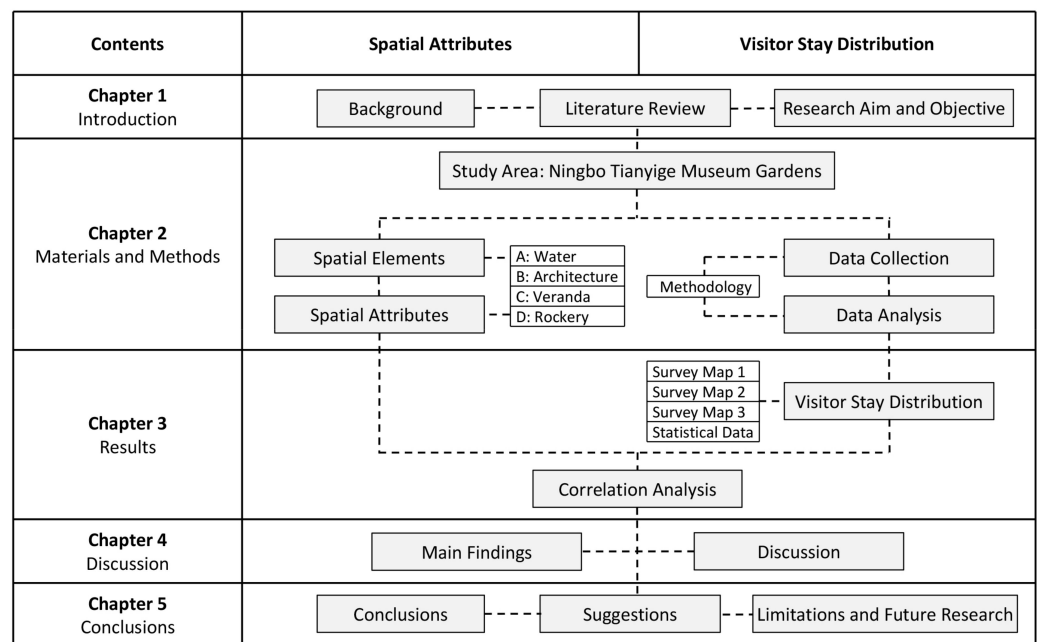 Contents
Spatial Attributes
Visitor Stay Distribution
Chapter 1
Introduction
Background
Literature Review
Research Aim and Objective
Chapter 2
Materials and Methods
Study Area: Ningbo Tianyige Museum Gardens
Spatial Elements
A: Water
B: Architecture
C: Veranda
D: Rockery
Spatial Attributes
Methodology
Data Collection
Data Analysis
Chapter 3
Results
Survey Map 1
Survey Map 2
Survey Map 3
Statistical Data
Visitor Stay Distribution
Correlation Analysis
Chapter 4
Discussion
Main Findings
Discussion
Chapter 5
Conclusions
Conclusions
Suggestions
Limitations and Future Research